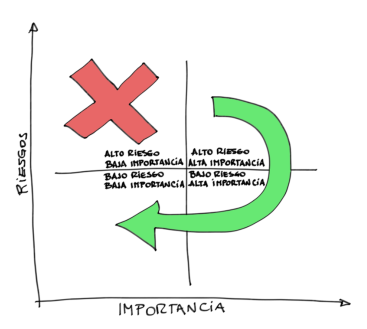 RIESGOS
ALTO RIESGO
BAJA IMPORTANCIA
ALTO RIESGO
ALTA IMPORTANCIA
BAJO RIESGO
BAJA IMPORTANCIA
BAJO RIESGO
ALTA IMPORTANCIA
IMPORTANCIA